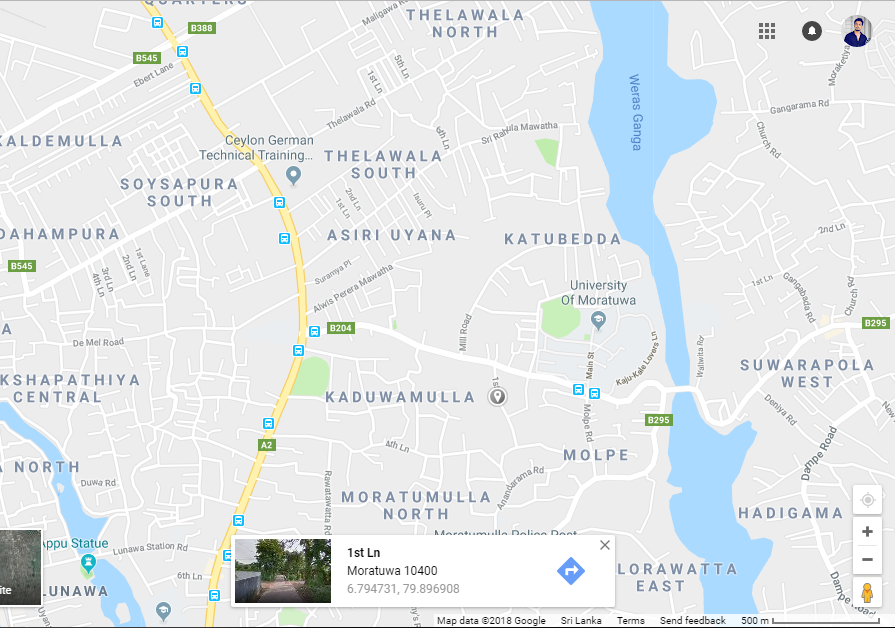 QUARTERS
THELAWALA
NORTH
Maligawa Rd
B388
B545
Ebert Lane
5th Ln
1st Ln
Thelawala Rd
6th Ln
Weras Ganga
Gangarama Rd
Church Rd
KALDEMULLA
Ceylon German
Technical Training...
THELAWALA
SOUTH
SOYSAPURA
SOUTH
2nd Ln
1st Ln
Isuru Pl
DAHAMPURA
ASIRI UYANA
KATUBEDDA
2nd Ln
B545
1st Lane
2nd Ln
3rd Ln
4th Ln
Suramya Pl
Alwis Perera Mawatha
1st Ln
Gangabada Rd
Church Rd
University
Of Moratuwa
B204
Mill Road
B295
De Mel Road
Main St
Kaju-Kale Lovers Ln
Walwita Rd
SUWARAPOLA
WEST
KSHAPATHIYA
CENTRAL
KADUWAMULLA
1st
Molpe Rd
B295
Deniya Rd
New
A2
4th Ln
MOLPE
Dampe Road
A NORTH
Duwa Rd
Rawatawatta Rd
Anandarama Rd
MORATUMULLA
NORTH
HADIGAMA
Moratumulla Police Post
Appu Statue
Lunawa Station Rd
6th Ln
LUNAWA
ite
1st Ln
Moratuwa 10400
6.794731, 79.896908
LORAWATTA
EAST
Map data ©2018 Google Sri Lanka Terms Send feedback 500 m